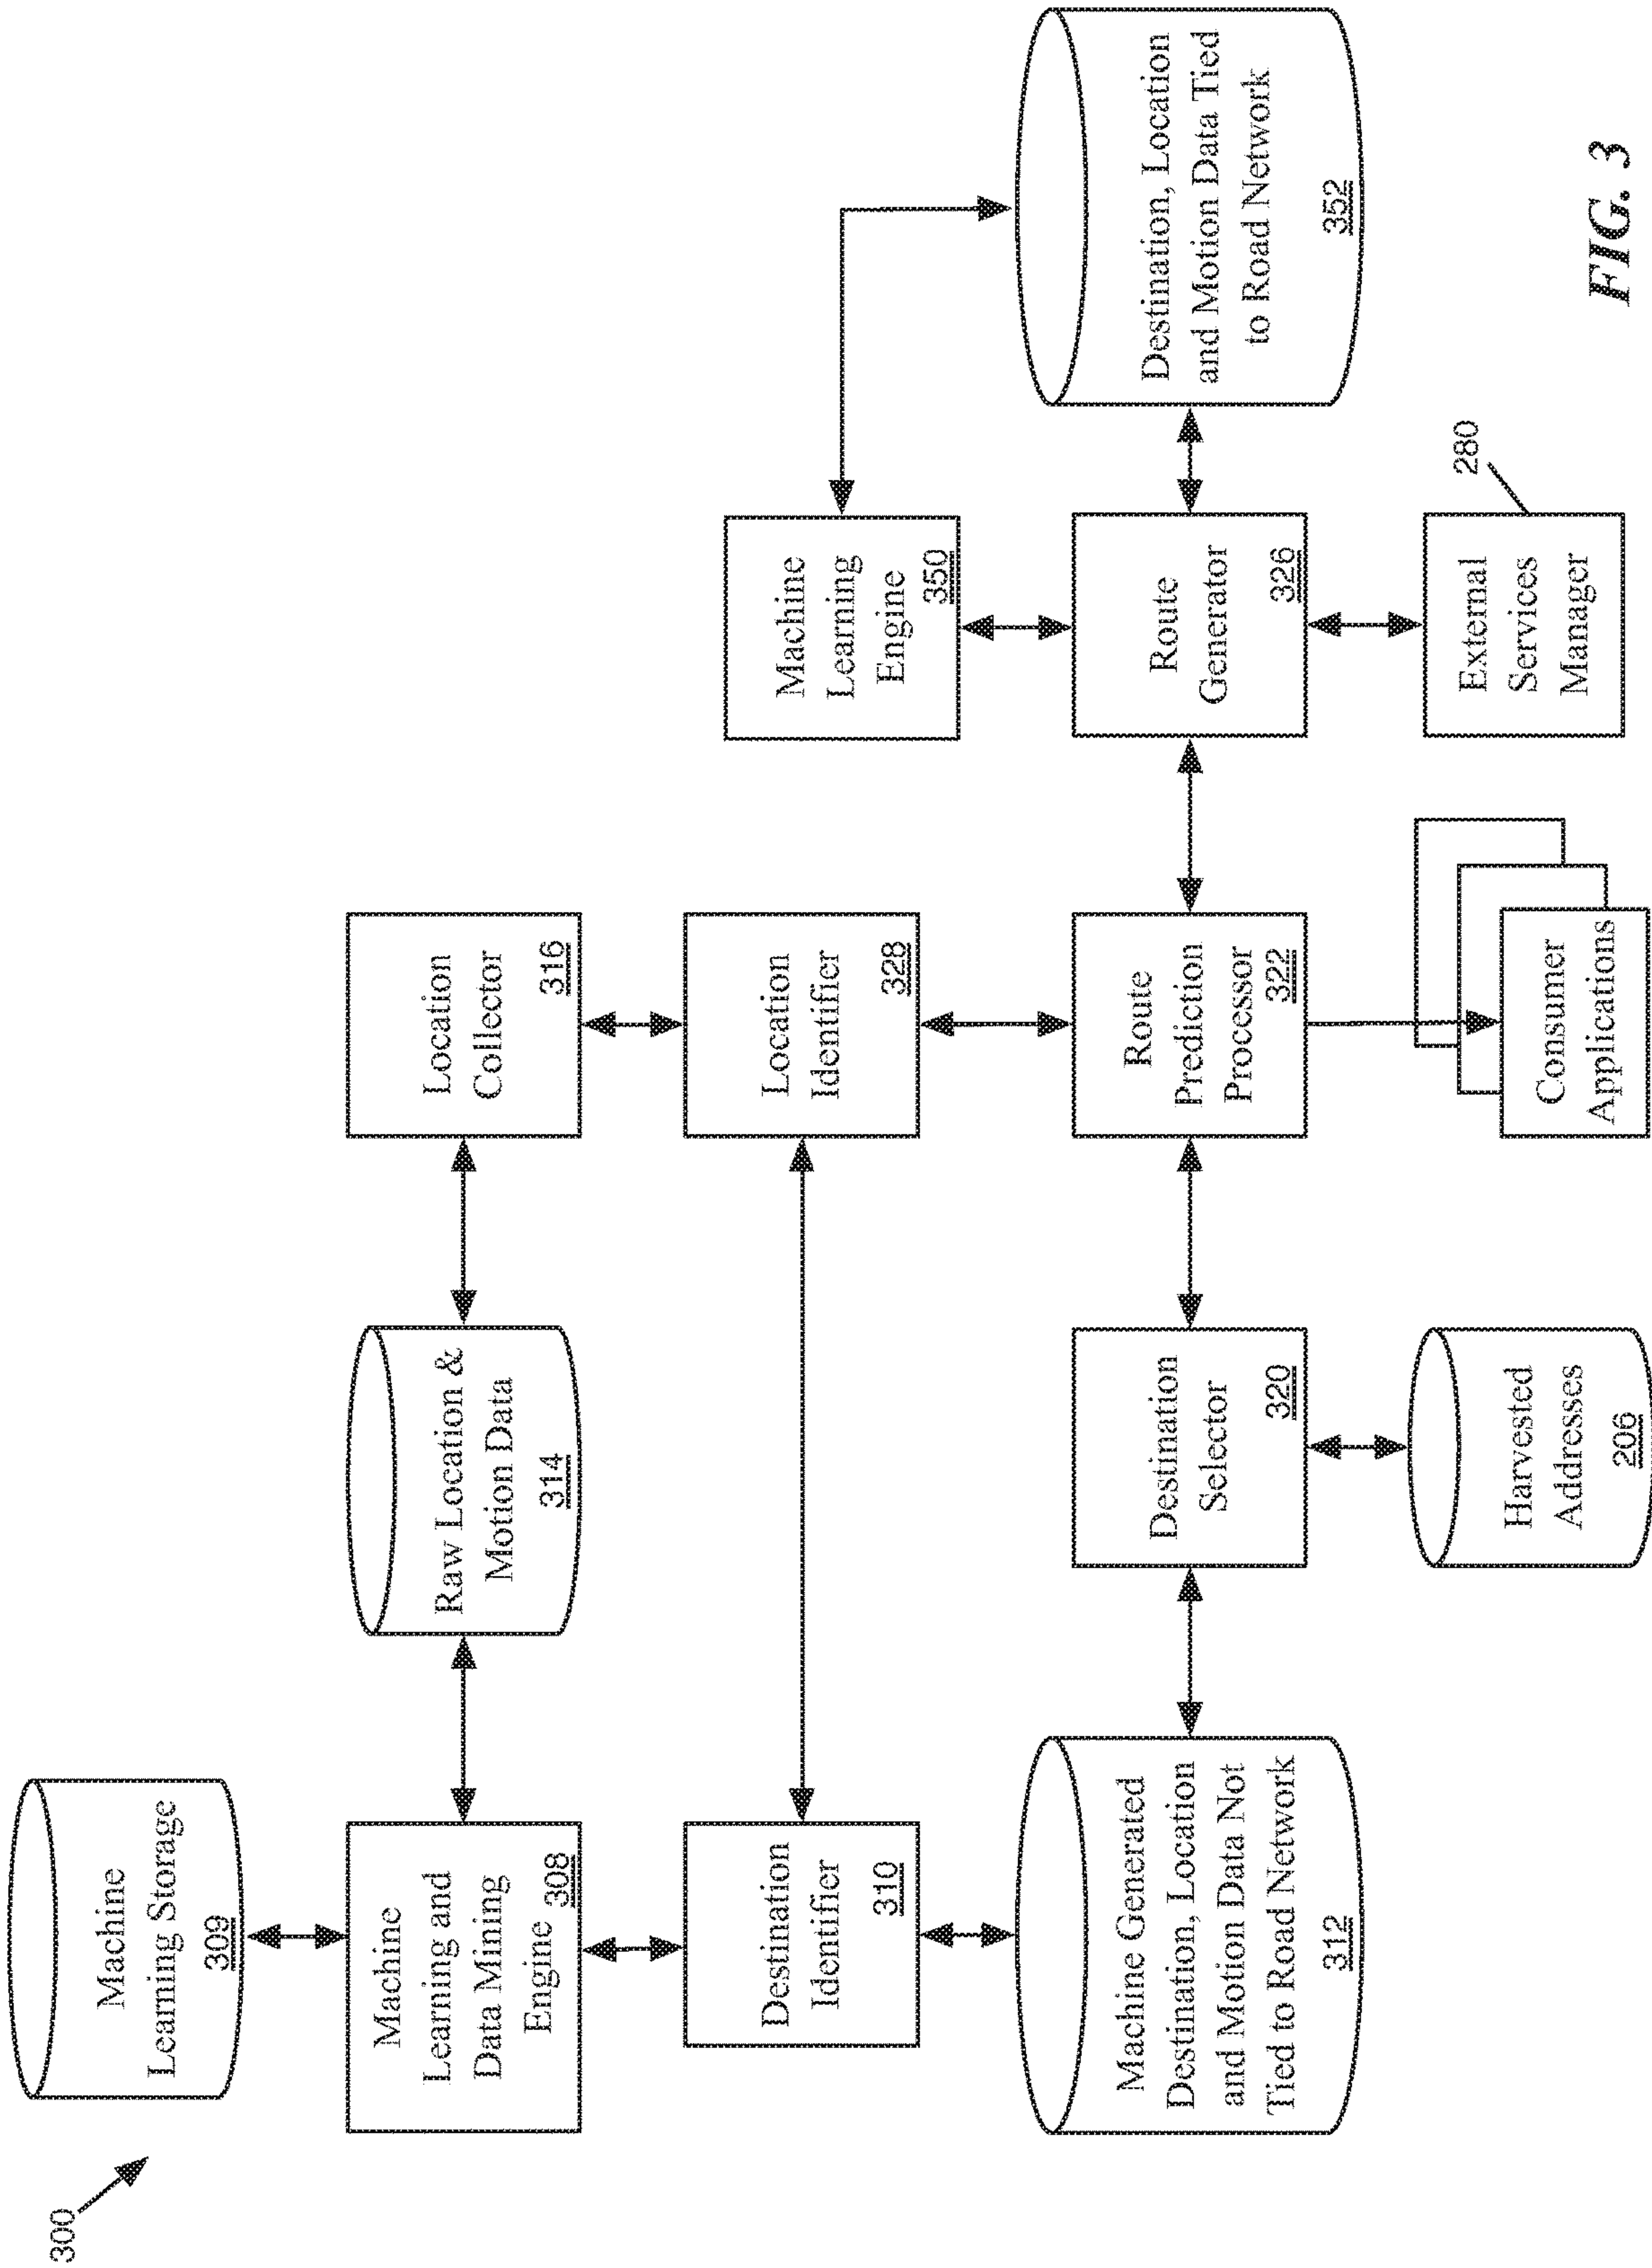 300
Machine
Learning Storage
309
Machine
Learning and
Data Mining
Engine
308
Raw Location &
Motion Data
314
Location
Collector
316
Destination
Identifier
310
Location
Identifier
328
Machine
Learning
Engine
350
Machine Generated
Destination, Location
and Motion Data Not
Tied to Road Network
312
Destination
Selector
320
Route
Prediction
Processor
322
Route
Generator
326
Destination, Location
and Motion Data Tied
to Road Network
352
Harvested
Addresses
206
Consumer
Applications
External
Services
Manager
280
FIG. 3